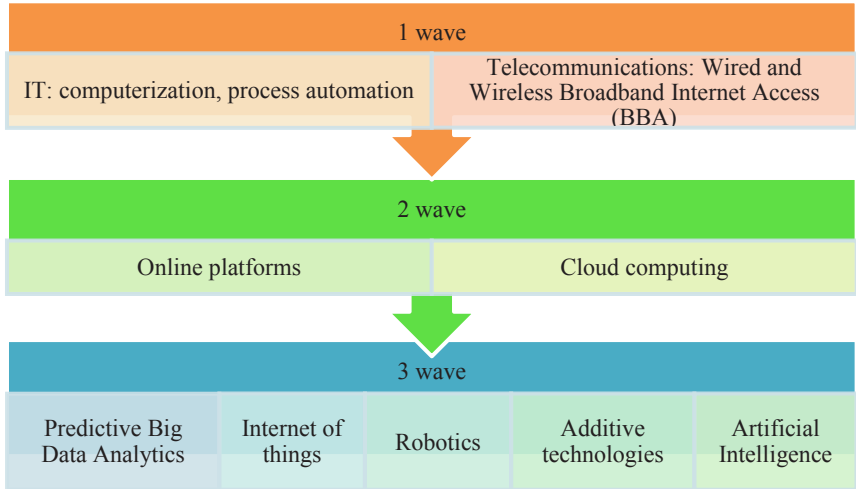 1 wave
IT: computerization, process automation
Telecommunications: Wired and
Wireless Broadband Internet Access
(BBA)
2 wave
Online platforms
Cloud computing
3 wave
Predictive Big
Data Analytics
Internet of
things
Robotics
Additive
technologies
Artificial
Intelligence